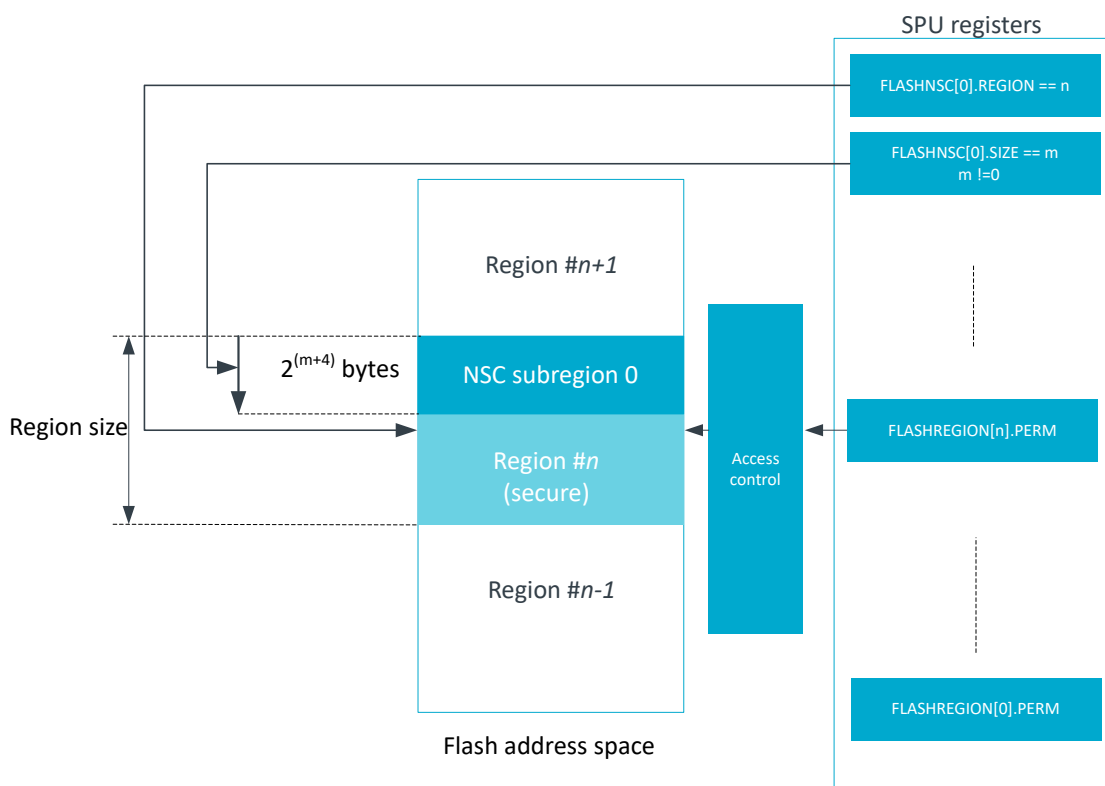 SPU registers
FLASHNSC[0].REGION == n
FLASHNSC[0].SIZE == m
m !=0
Region #n+1
2^(m+4) bytes
NSC subregion 0
Region size
FLASHREGION[n].PERM
Region #n
(secure)
Access
control
Region #n-1
FLASHREGION[0].PERM
Flash address space